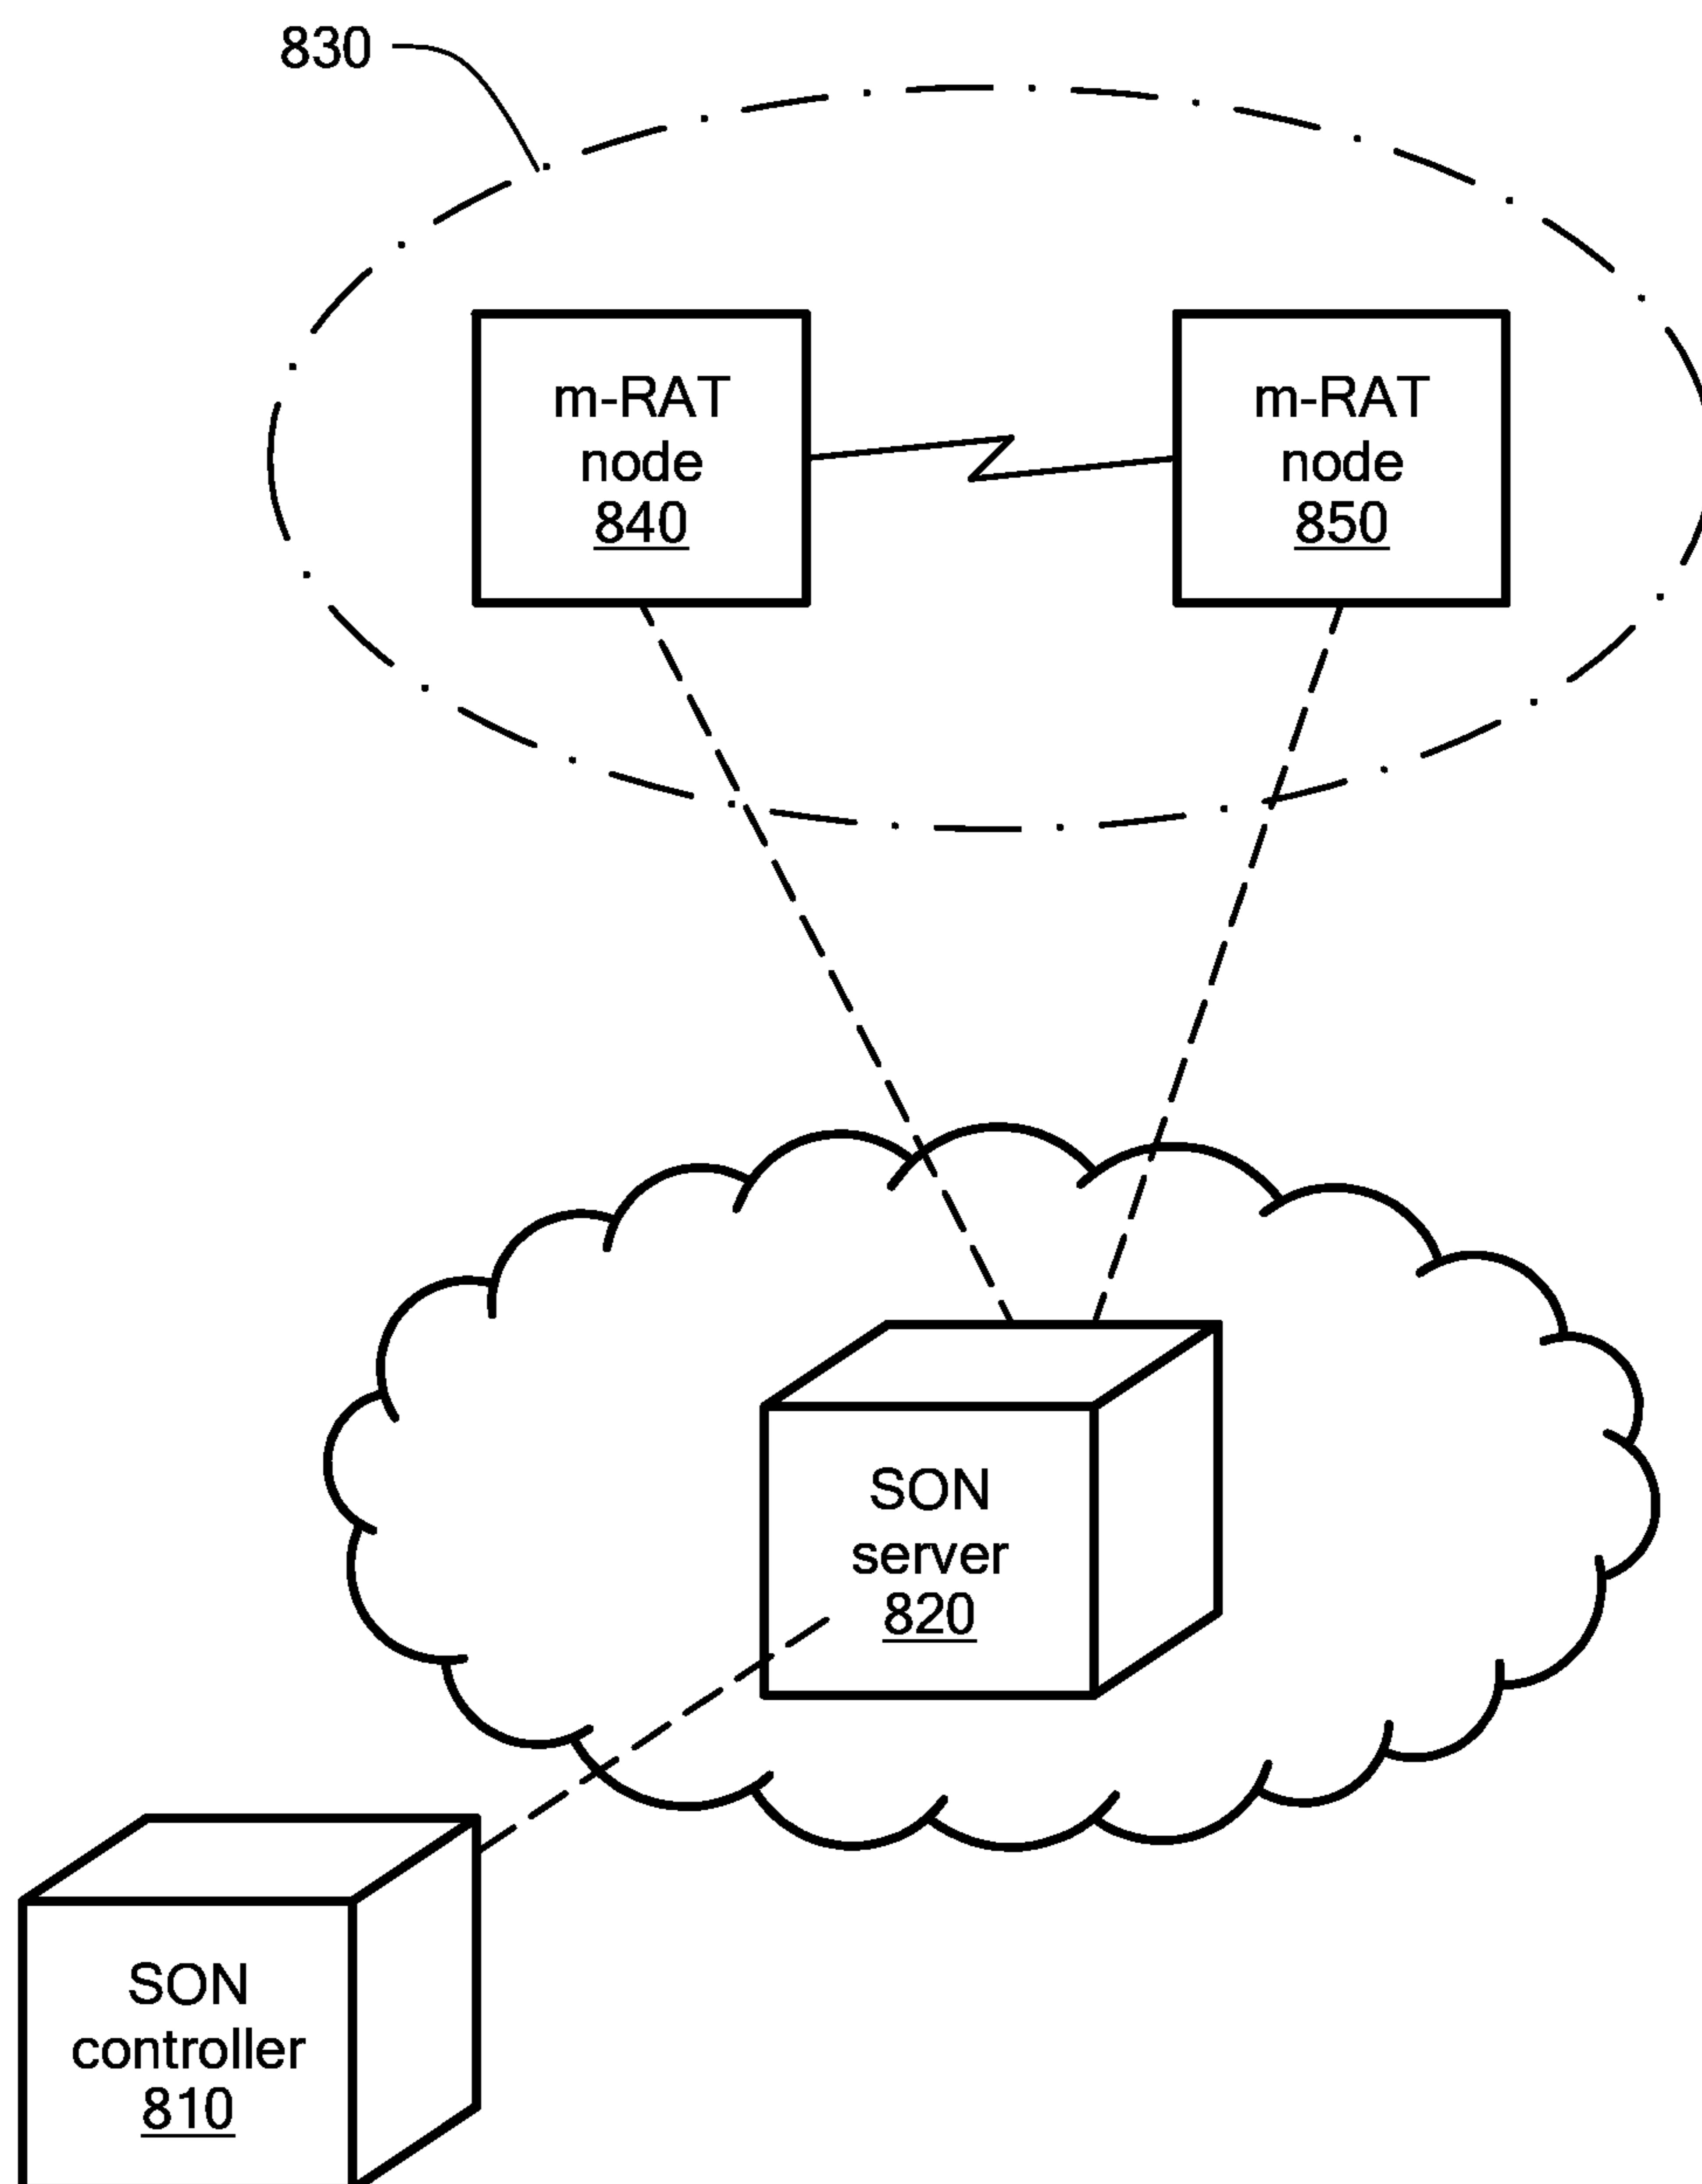 830
m-RAT
node
840
m-RAT
node
850
SON
server
820
SON
controller
810